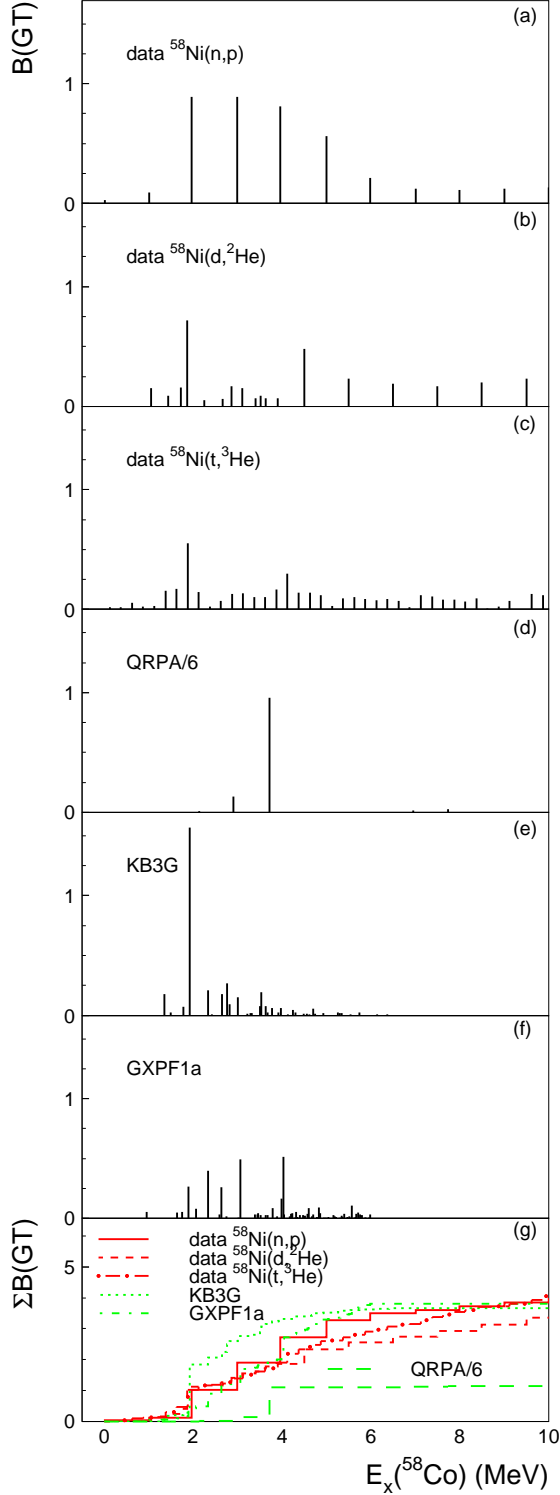 B(GT)
(a)
data ⁵⁸Ni(n,p)
1
0
(b)
data ⁵⁸Ni(d,²He)
1
0
(c)
data ⁵⁸Ni(t,³He)
1
0
(d)
QRPA/6
1
0
(e)
KB3G
1
0
(f)
GXPF1a
1
0
ΣB(GT)
(g)
data ⁵⁸Ni(n,p)
data ⁵⁸Ni(d,²He)
data ⁵⁸Ni(t,³He)
KB3G
GXPF1a
QRPA/6
5
0
0 2 4 6 8 10
Eₓ(⁵⁸Co) (MeV)